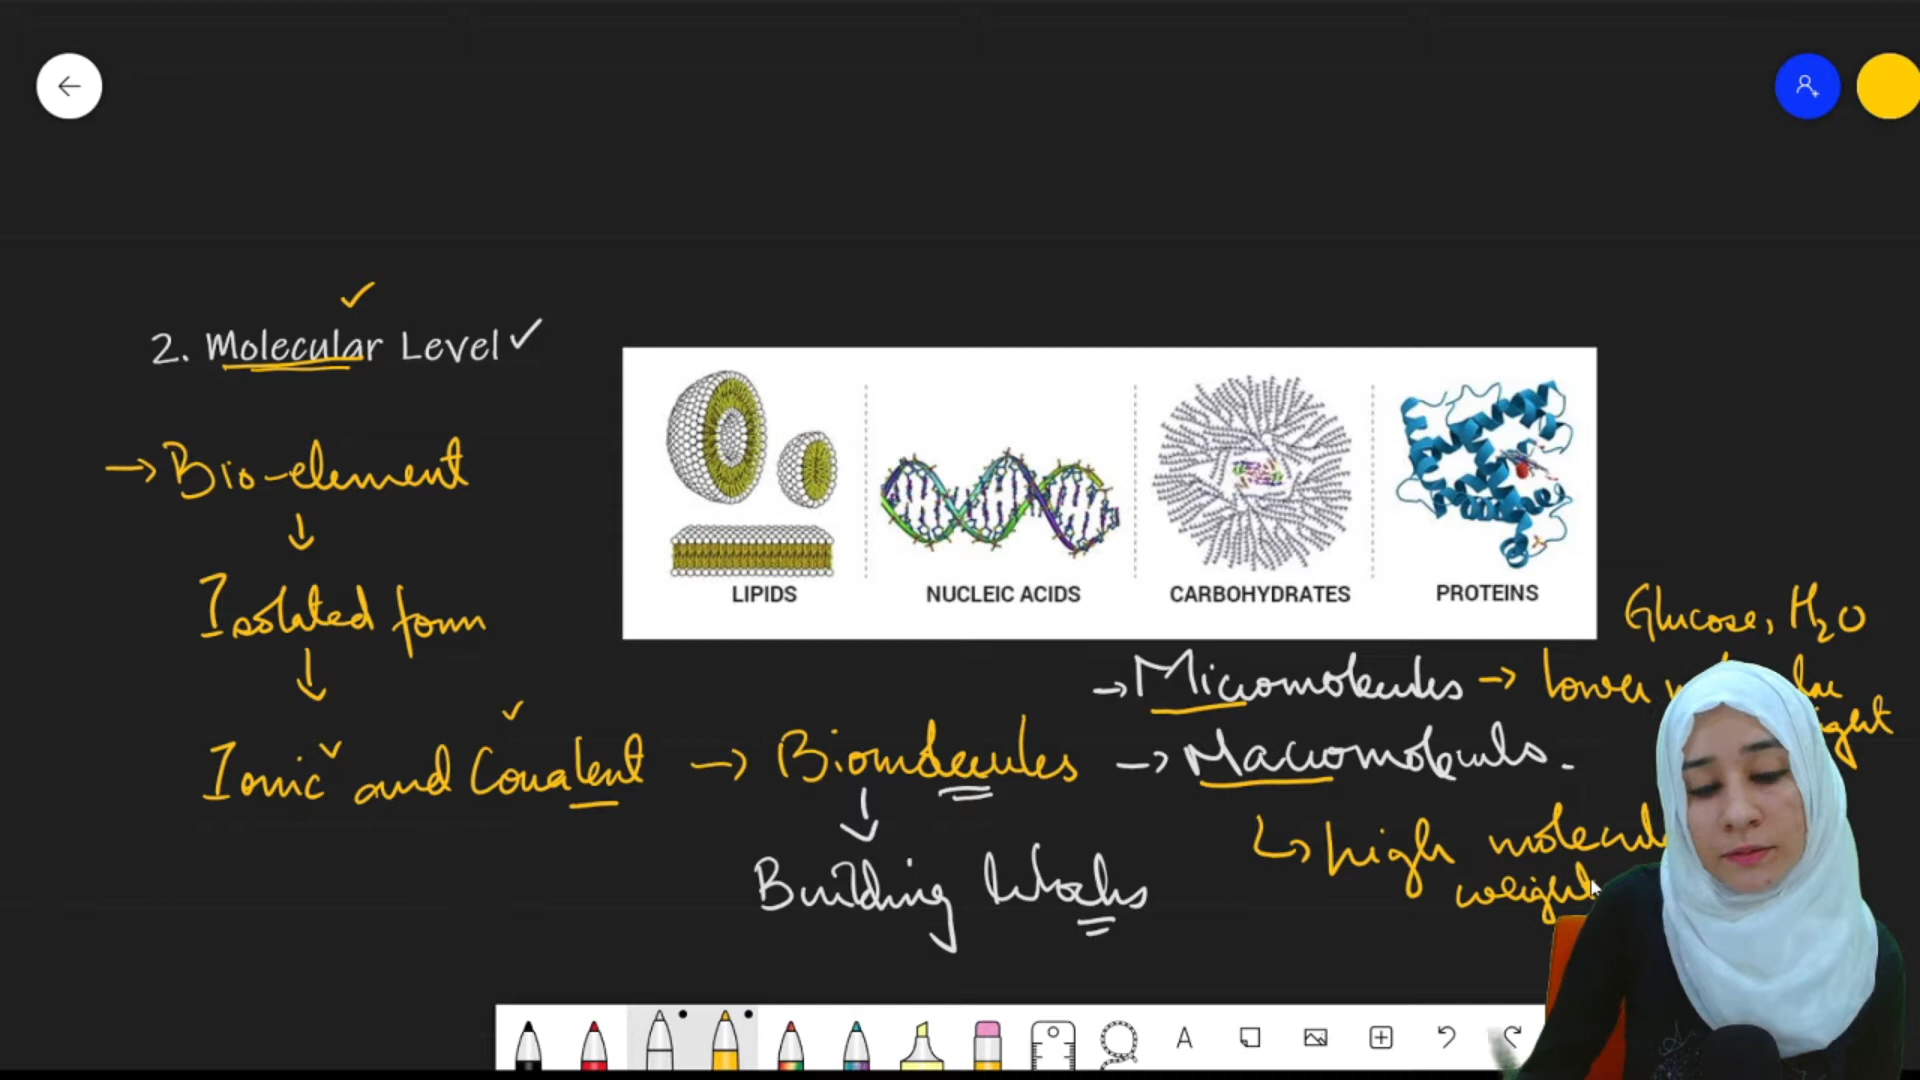 2. Molecular Level
→ Bio-element
↓
Isolated form
↓
Ionic and Covalent → Biomolecules → Macromolecules
→ Micromolecules → lower
↓
Building blocks
↳ high
weight
Glucose, H₂O
LIPIDS
NUCLEIC ACIDS
CARBOHYDRATES
PROTEINS
A